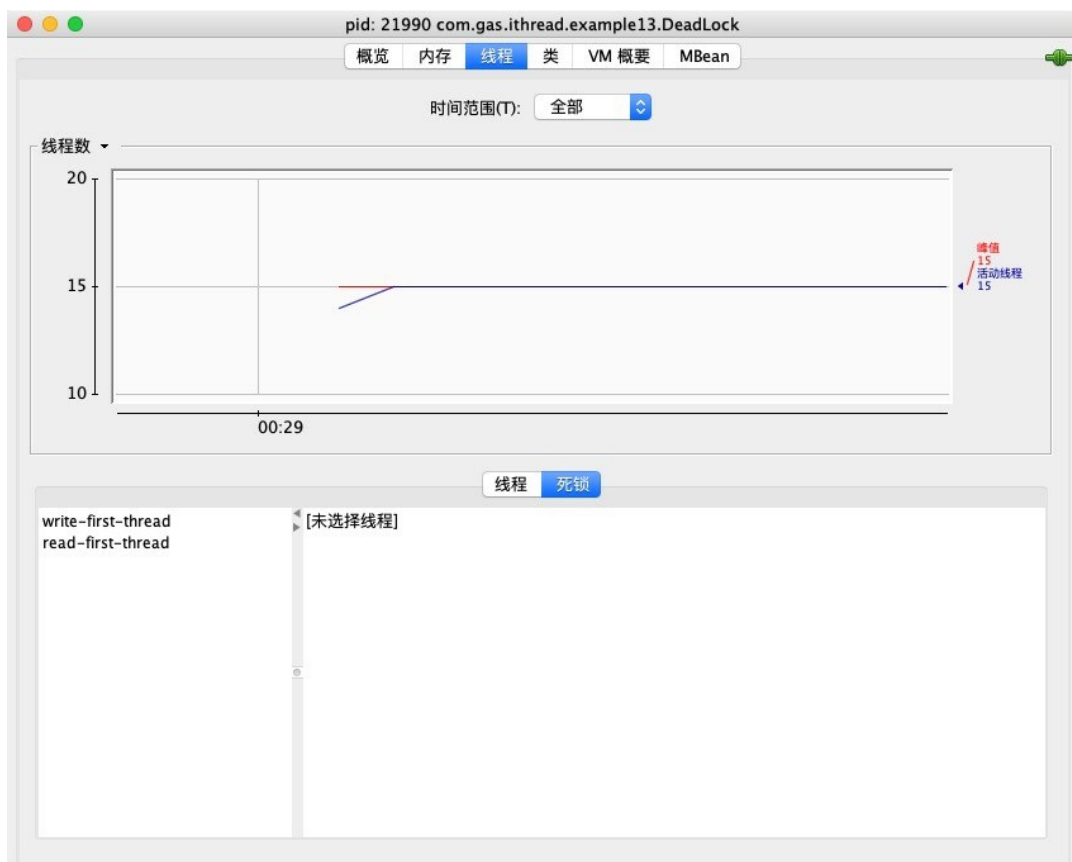 pid: 21990 com.gas.ithread.example13.DeadLock
概览 内存 线程 类 VM 概要 MBean
时间范围(T): 全部
线程数
20
15
10
00:29
峰值
15
活动线程
15
线程 死锁
write-first-thread
read-first-thread
[未选择线程]